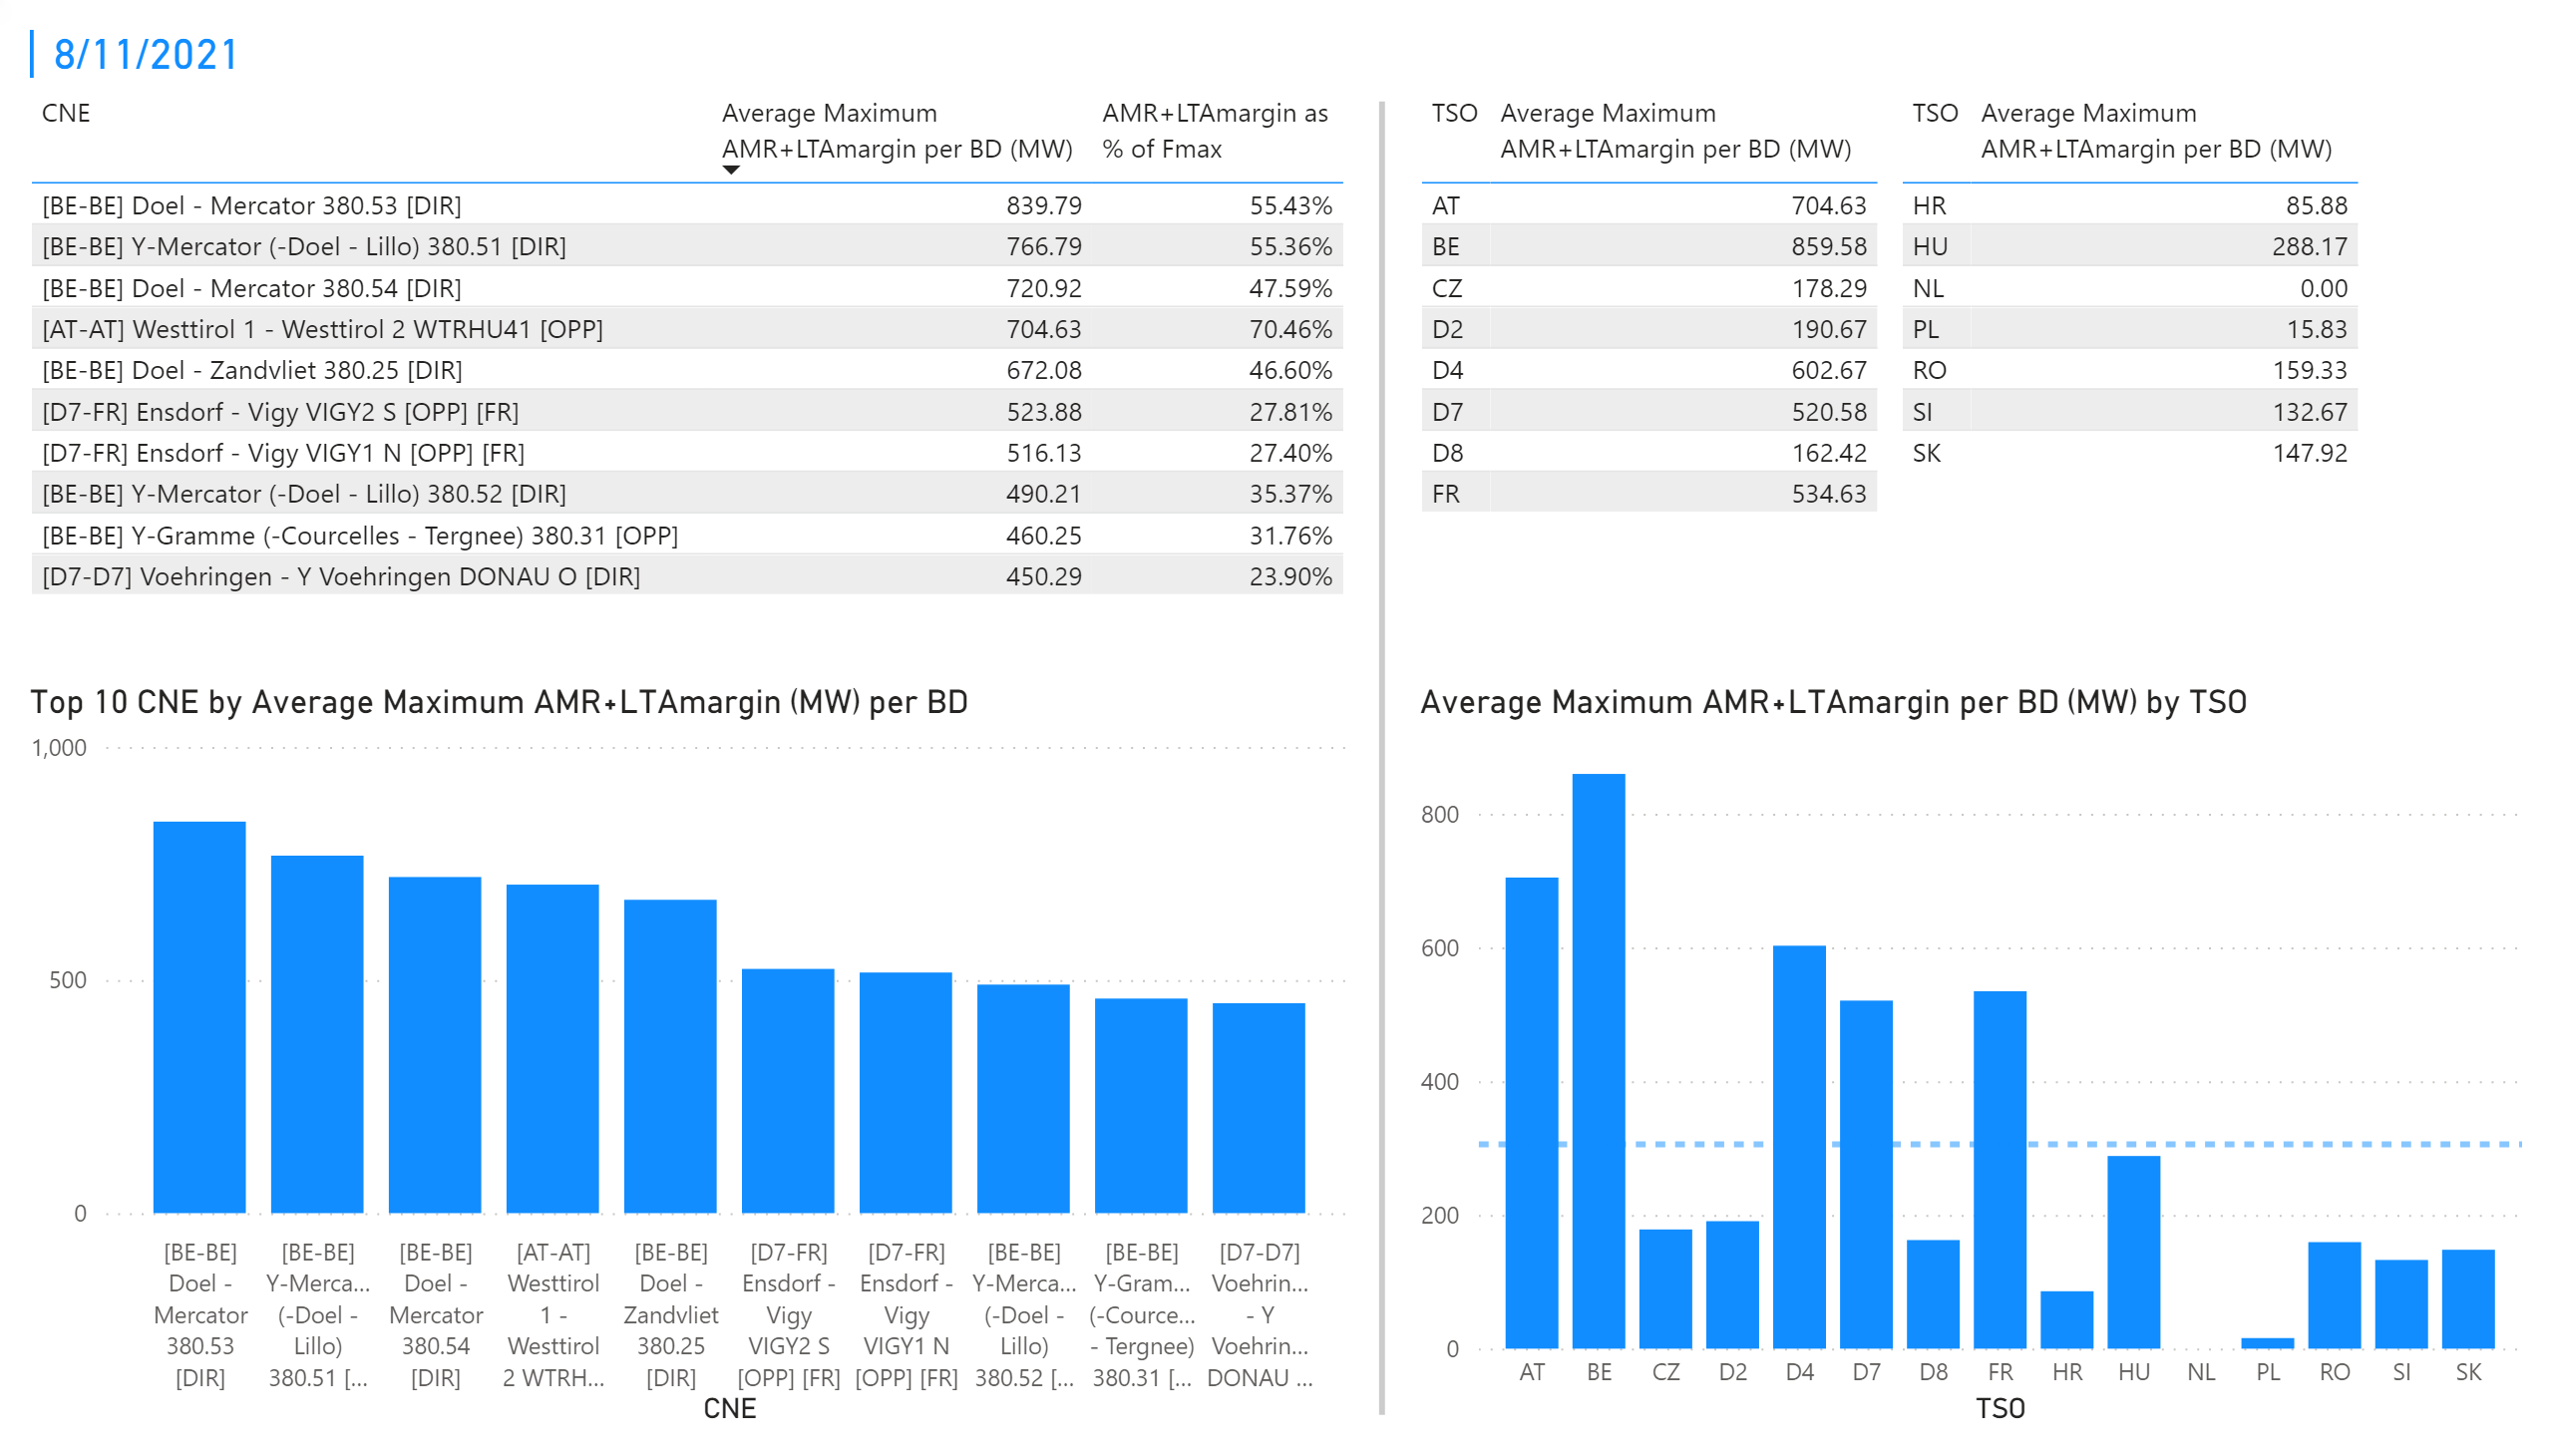 8/11/2021
CNE Average Maximum AMR+LTAmargin as
AMR+LTAmargin per BD (MW) % of Fmax
[BE-BE] Doel - Mercator 380.53 [DIR] 839.79 55.43%
[BE-BE] Y-Mercator (-Doel - Lillo) 380.51 [DIR] 766.79 55.36%
[BE-BE] Doel - Mercator 380.54 [DIR] 720.92 47.59%
[AT-AT] Westtirol 1 - Westtirol 2 WTRHU41 [OPP] 704.63 70.46%
[BE-BE] Doel - Zandvliet 380.25 [DIR] 672.08 46.60%
[D7-FR] Ensdorf - Vigy VIGY2 S [OPP] [FR] 523.88 27.81%
[D7-FR] Ensdorf - Vigy VIGY1 N [OPP] [FR] 516.13 27.40%
[BE-BE] Y-Mercator (-Doel - Lillo) 380.52 [DIR] 490.21 35.37%
[BE-BE] Y-Gramme (-Courcelles - Tergnee) 380.31 [OPP] 460.25 31.76%
[D7-D7] Voehringen - Y Voehringen DONAU O [DIR] 450.29 23.90%
TSO Average Maximum
AMR+LTAmargin per BD (MW)
AT 704.63
BE 859.58
CZ 178.29
D2 190.67
D4 602.67
D7 520.58
D8 162.42
FR 534.63
TSO Average Maximum
AMR+LTAmargin per BD (MW)
HR 85.88
HU 288.17
NL 0.00
PL 15.83
RO 159.33
SI 132.67
SK 147.92
Top 10 CNE by Average Maximum AMR+LTAmargin (MW) per BD
1,000
500
0
[BE-BE] [BE-BE] [BE-BE] [AT-AT] [BE-BE] [D7-FR] [D7-FR] [BE-BE] [BE-BE] [D7-D7]
Doel - Y-Merca... Doel - Westtirol Doel - Ensdorf - Ensdorf - Y-Merca... Y-Gram... Voehrin...
Mercator (-Doel - Mercator 1 - Zandvliet Vigy Vigy (-Doel - (-Cource... - Y
380.53 Lillo) 380.54 Westtirol 380.25 VIGY2 S VIGY1 N Lillo) - Tergnee) Voehrin...
[DIR] 380.51 [... [DIR] 2 WTRH... [DIR] [OPP] [FR] [OPP] [FR] 380.52 [... 380.31 [... DONAU ...
CNE
Average Maximum AMR+LTAmargin per BD (MW) by TSO
800
600
400
200
0
AT BE CZ D2 D4 D7 D8 FR HR HU NL PL RO SI SK
TSO